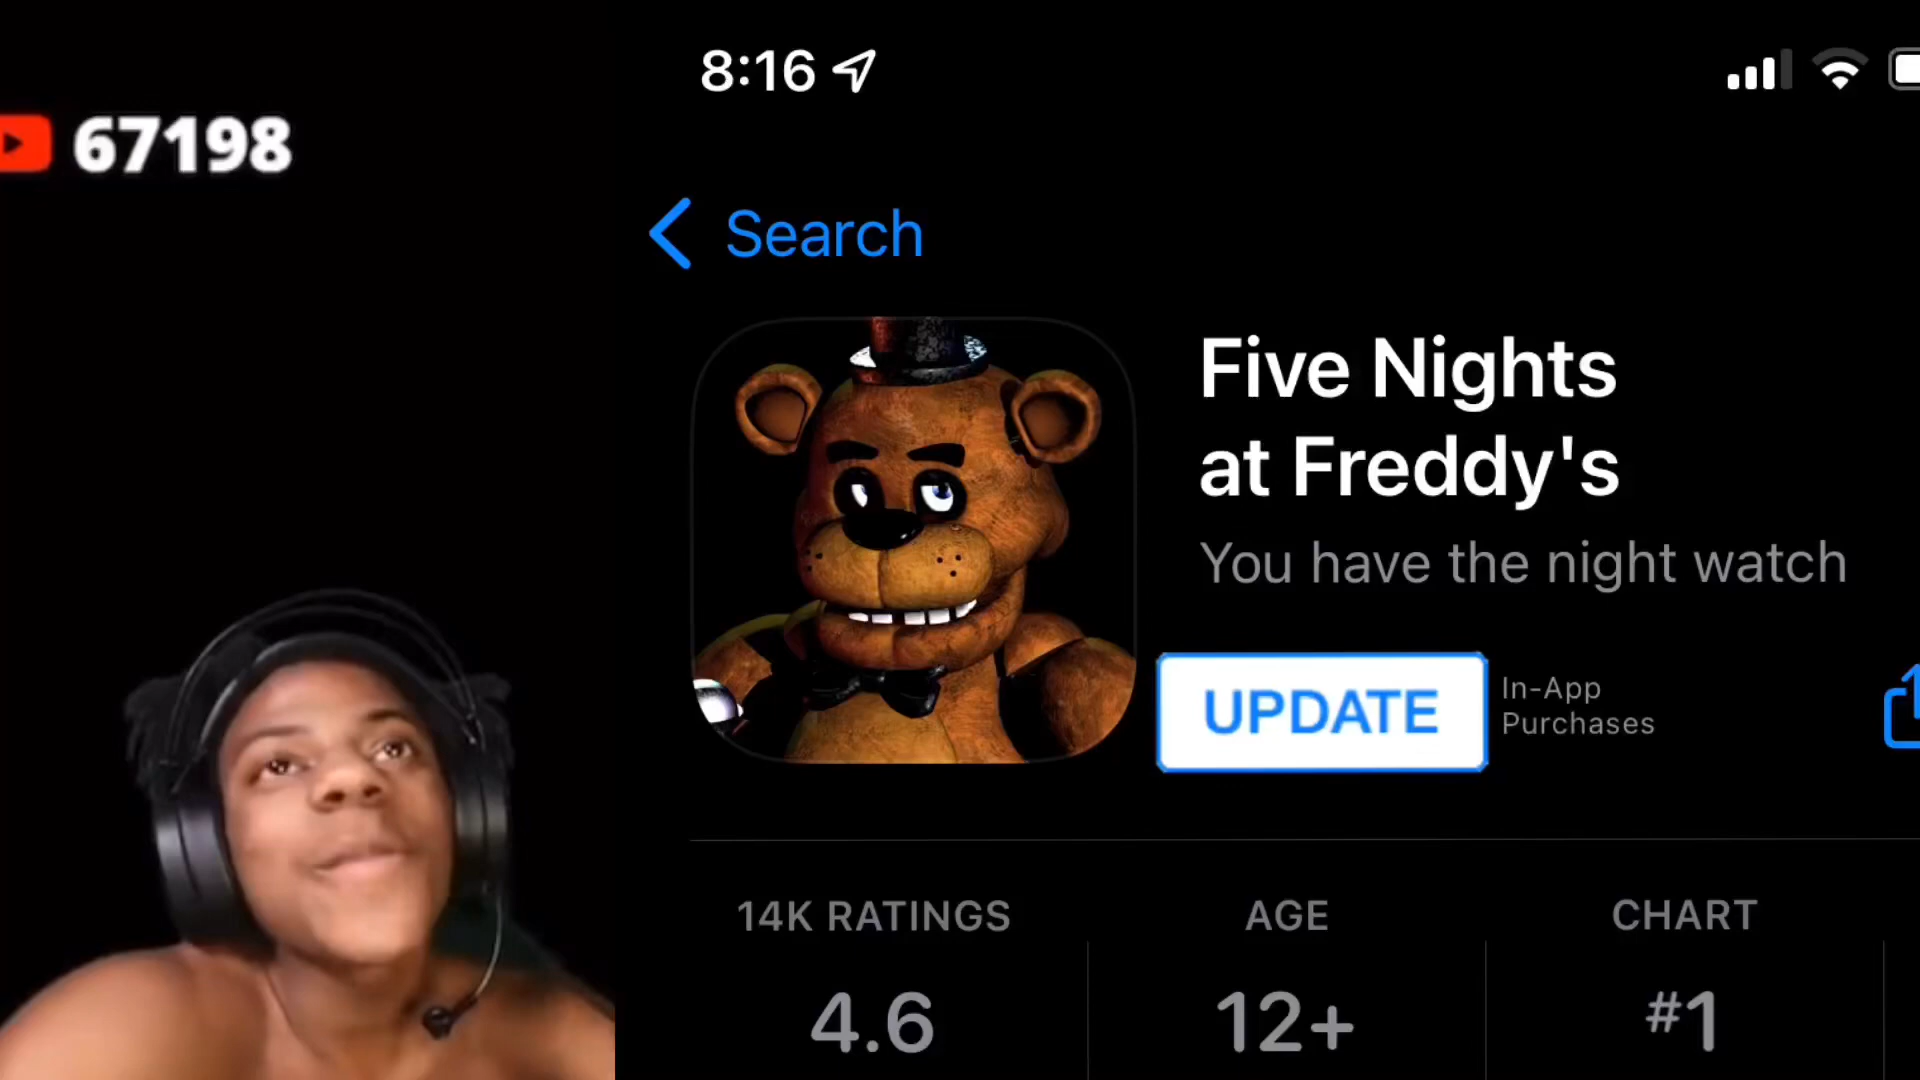 8:16
67198
Search
Five Nights
at Freddy's
You have the night watch
UPDATE
In-App
Purchases
14K RATINGS
AGE
CHART
4.6
12+
#1